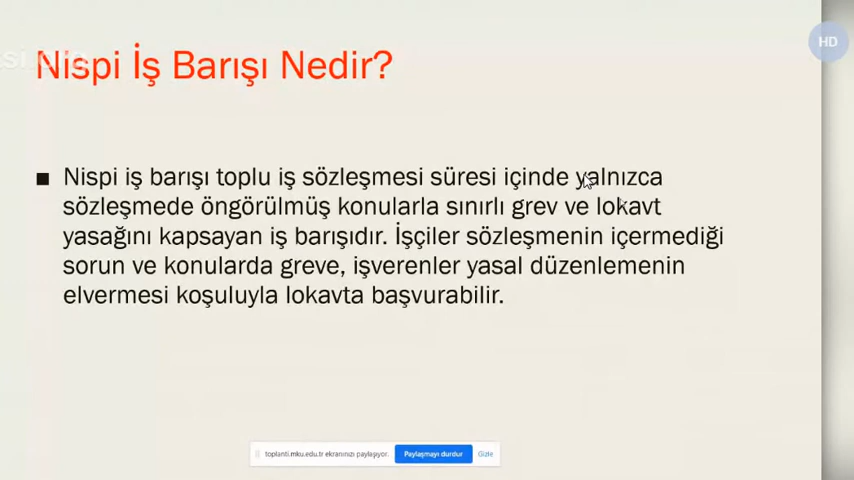 HD
Nispi İş Barışı Nedir?
■ Nispi iş barışı toplu iş sözleşmesi süresi içinde yalnızca
sözleşmede öngörülmüş konularla sınırlı grev ve lokavt
yasağını kapsayan iş barışıdır. İşçiler sözleşmenin içermediği
sorun ve konularda greve, işverenler yasal düzenlemenin
elvermesi koşuluyla lokavta başvurabilir.
toplanti.mku.edu.tr ekranınızı paylaşıyor. Paylaşmayı durdur Gizle